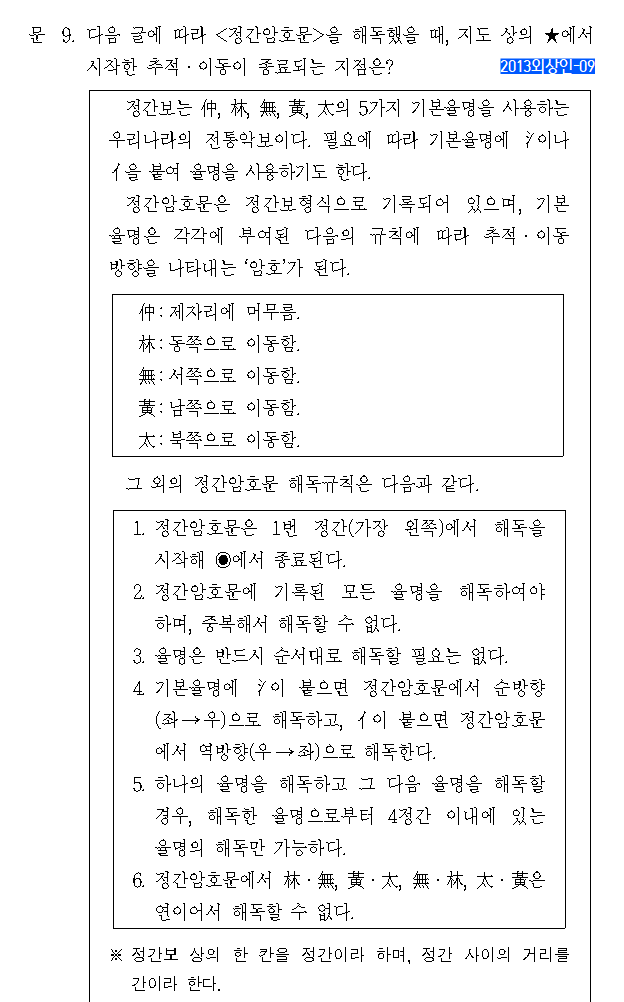 문 9. 다음 글에 따라 <정간암호문>을 해독했을 때, 지도 상의 ★에서
시작한 추적·이동이 종료되는 지점은?
2013외상인-09
정간보는 仲, 林, 無, 黃, 太의 5가지 기본율명을 사용하는
우리나라의 전통악보이다. 필요에 따라 기본율명에 氵이나
亻을 붙여 율명을 사용하기도 한다.
정간암호문은 정간보형식으로 기록되어 있으며, 기본
율명은 각각에 부여된 다음의 규칙에 따라 추적·이동
방향을 나타내는 ‘암호’가 된다.
仲 : 제자리에 머무름.
林 : 동쪽으로 이동함.
無 : 서쪽으로 이동함.
黃 : 남쪽으로 이동함.
太 : 북쪽으로 이동함.
그 외의 정간암호문 해독규칙은 다음과 같다.
1. 정간암호문은 1번 정간(가장 왼쪽)에서 해독을
시작해 ◉에서 종료된다.
2. 정간암호문에 기록된 모든 율명을 해독하여야
하며, 중복해서 해독할 수 없다.
3. 율명은 반드시 순서대로 해독할 필요는 없다.
4. 기본율명에 氵이 붙으면 정간암호문에서 순방향
(좌→우)으로 해독하고, 亻이 붙으면 정간암호문
에서 역방향(우→좌)으로 해독한다.
5. 하나의 율명을 해독하고 그 다음 율명을 해독할
경우, 해독한 율명으로부터 4정간 이내에 있는
율명의 해독만 가능하다.
6. 정간암호문에서 林·無, 黃·太, 無·林, 太·黃은
연이어서 해독할 수 없다.
※ 정간보 상의 한 칸을 정간이라 하며, 정간 사이의 거리를
간이라 한다.